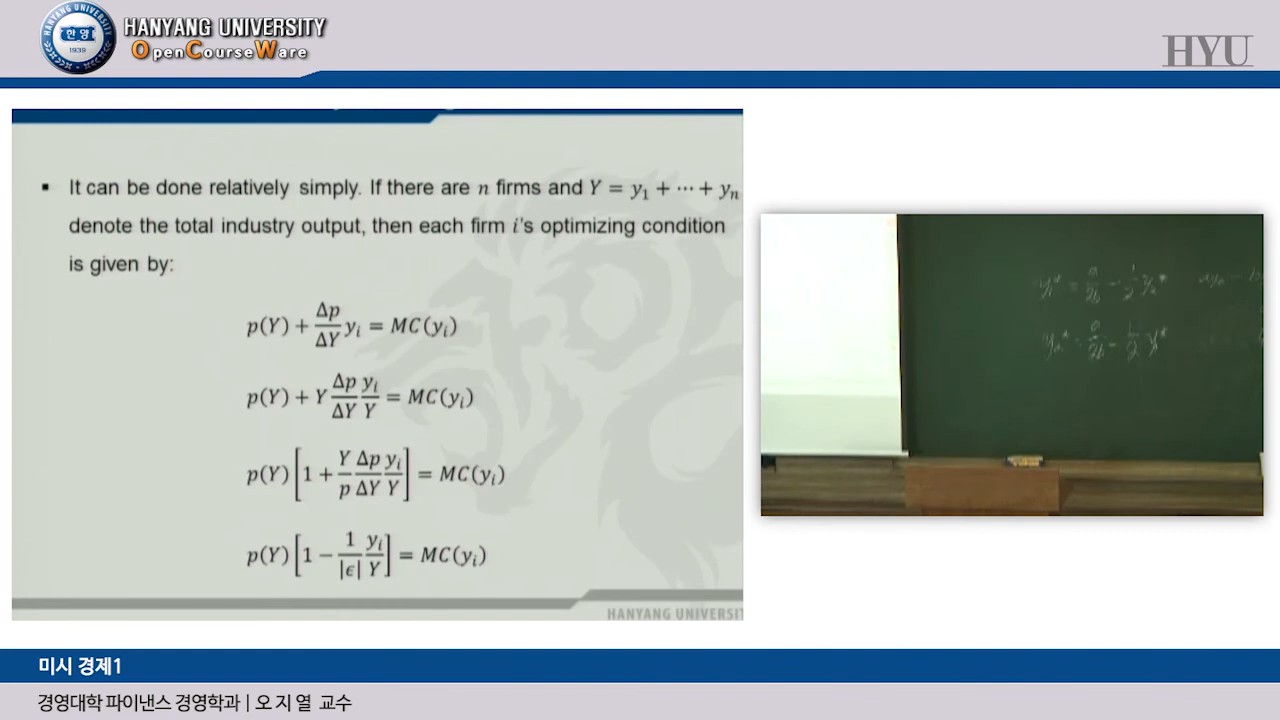 HANYANG UNIVERSITY
OpenCourseWare
HYU
한양
1939
▪ It can be done relatively simply. If there are n firms and Y = y₁ + ⋯ + yₙ
denote the total industry output, then each firm i's optimizing condition
is given by:
p(Y) + Δp/ΔY yᵢ = MC(yᵢ)
p(Y) + Y Δp/ΔY yᵢ/Y = MC(yᵢ)
p(Y) [1 + Y/p Δp/ΔY yᵢ/Y] = MC(yᵢ)
p(Y) [1 − 1/|ϵ| yᵢ/Y] = MC(yᵢ)
HANYANG UNIVERSIT
미시 경제1
경영대학 파이낸스 경영학과 | 오 지 열 교수